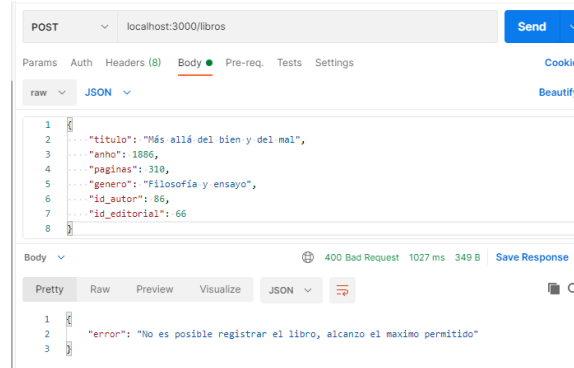 POST localhost:3000/libros Send
Params Auth Headers (8) Body Pre-req. Tests Settings Cookie
raw JSON Beautify
1 {
2 "titulo": "Más allá del bien y del mal",
3 "anho": 1886,
4 "paginas": 310,
5 "genero": "Filosofía y ensayo",
6 "id_autor": 86,
7 "id_editorial": 66
8 }
Body 400 Bad Request 1027 ms 349 B Save Response
Pretty Raw Preview Visualize JSON
1 {
2 "error": "No es posible registrar el libro, alcanzo el maximo permitido"
3 }